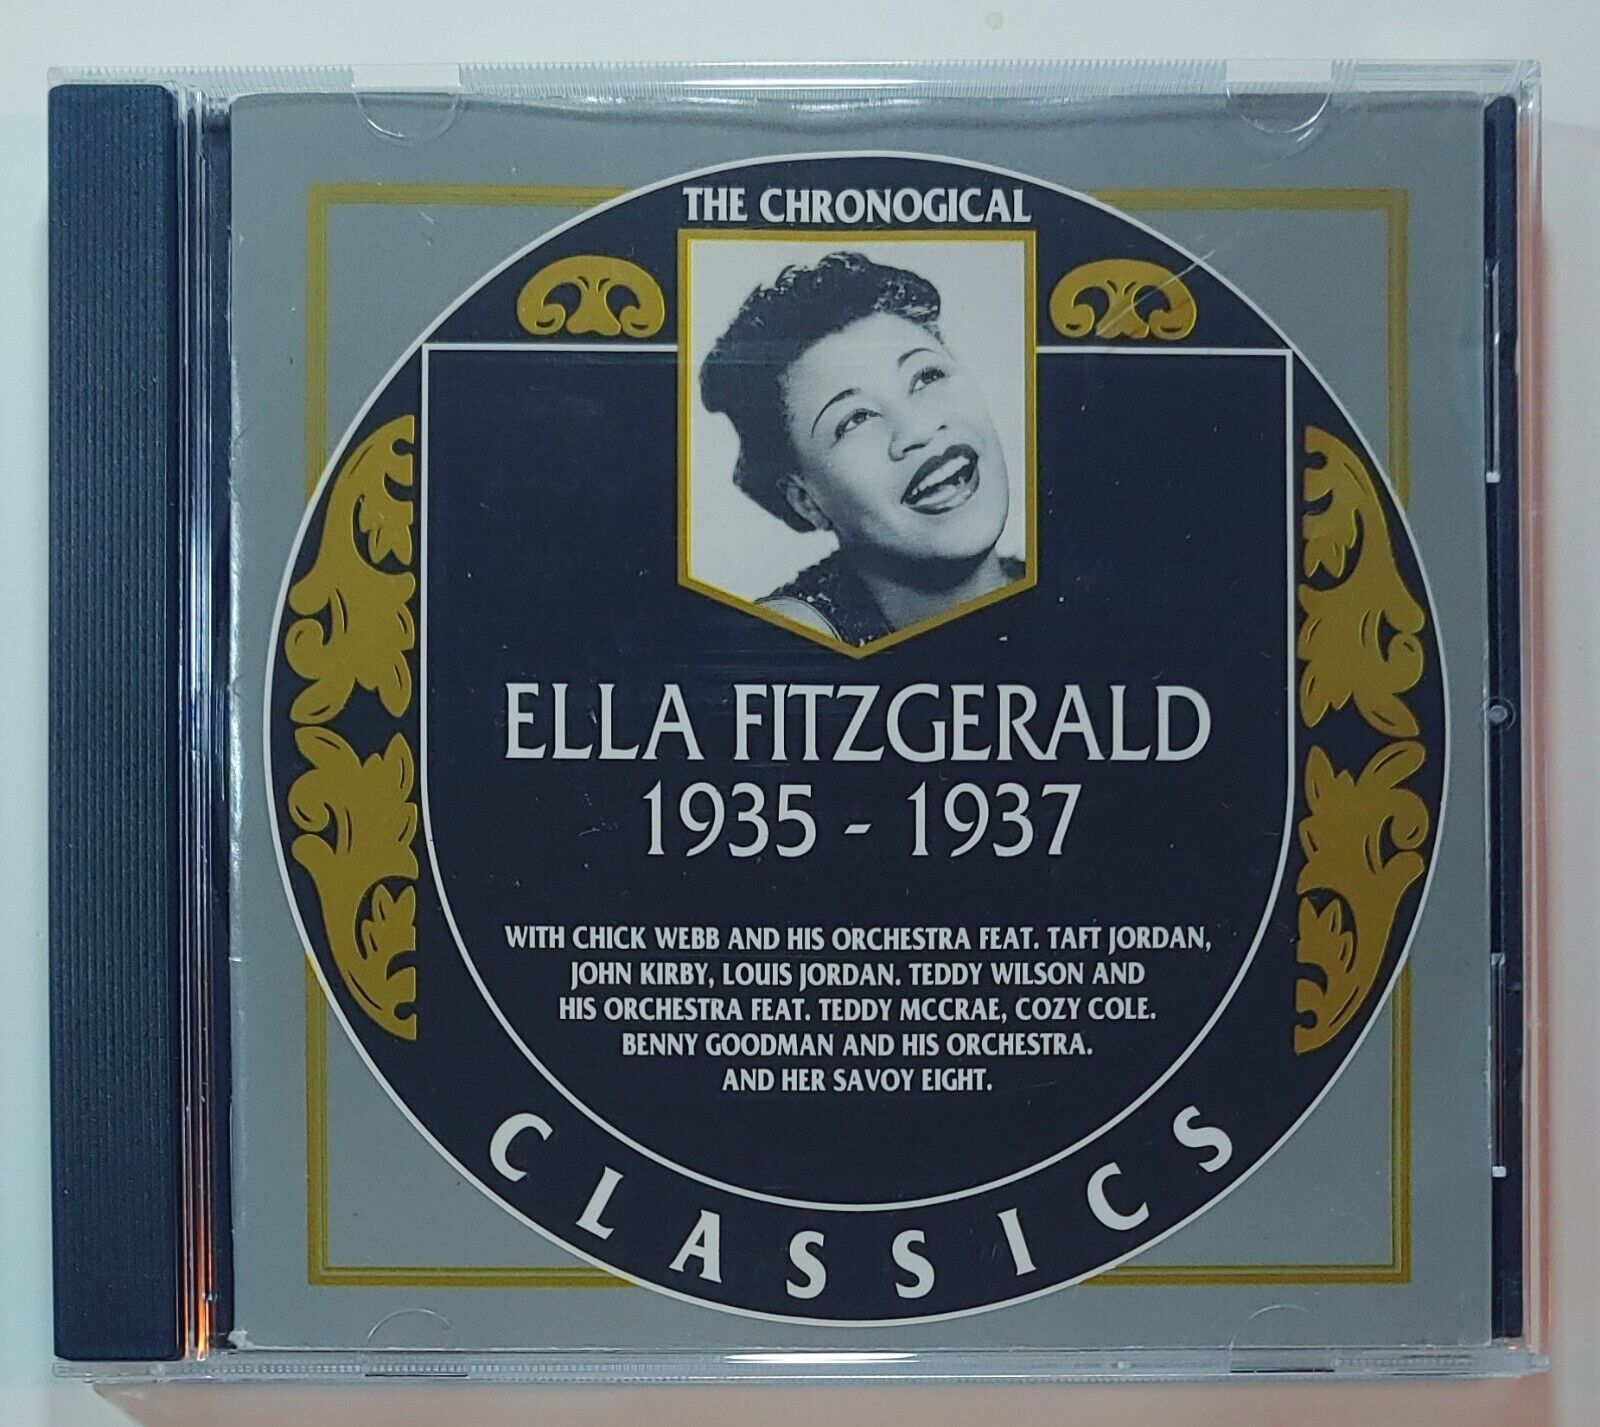 THE CHRONOGICAL
ELLA FITZGERALD
1935 - 1937
WITH CHICK WEBB AND HIS ORCHESTRA FEAT. TAFT JORDAN,
JOHN KIRBY, LOUIS JORDAN. TEDDY WILSON AND
HIS ORCHESTRA FEAT. TEDDY MCCRAE, COZY COLE.
BENNY GOODMAN AND HIS ORCHESTRA.
AND HER SAVOY EIGHT.
CLASSICS